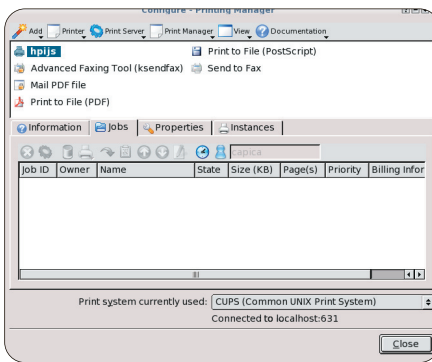 Configure - Printing Manager
Add Printer Print Server Print Manager View Documentation
hpijs Print to File (PostScript)
Advanced Faxing Tool (ksendfax) Send to Fax
Mail PDF file
Print to File (PDF)
Information Jobs Properties Instances
capica
Job ID Owner Name State Size (KB) Page(s) Priority Billing Infor
Print system currently used: CUPS (Common UNIX Print System)
Connected to localhost:631
Close